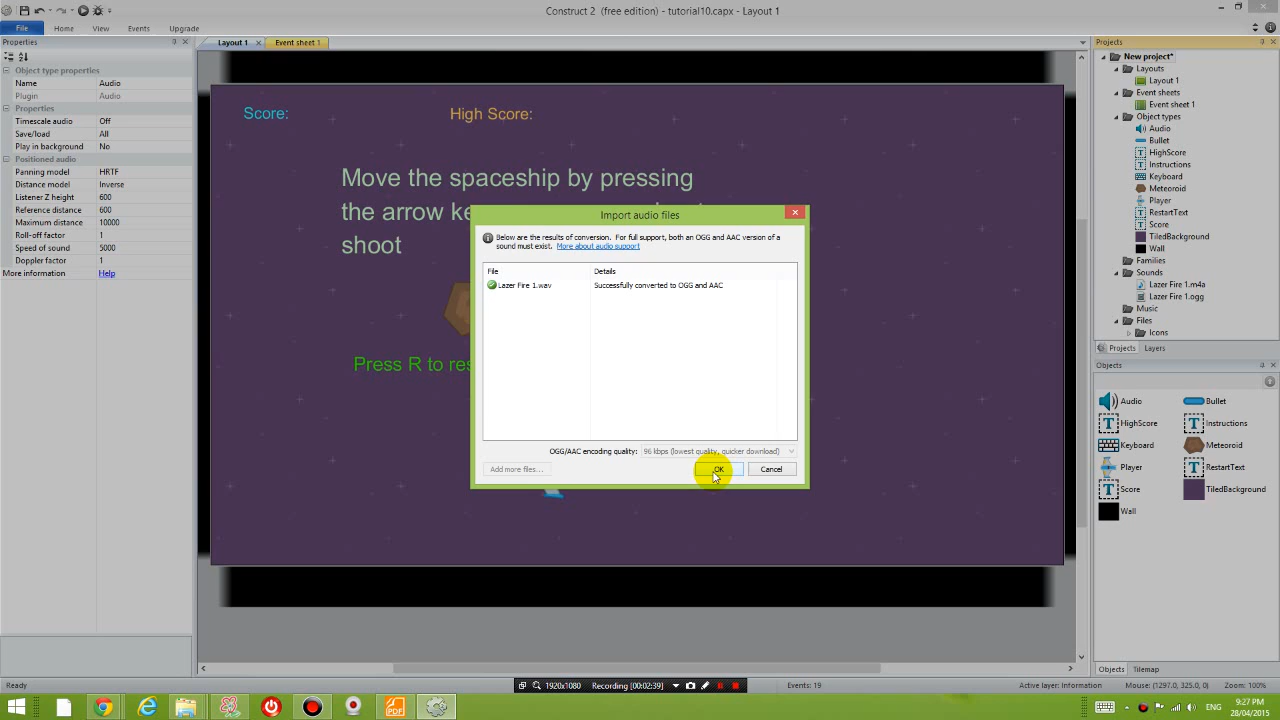 Construct 2 (free edition) - tutorial10.capx - Layout 1
File Home View Events Upgrade
Properties
Object type properties
Name Audio
Plugin Audio
Properties
Timescale audio Off
Save/load All
Play in background No
Positioned audio
Panning model HRTF
Distance model Inverse
Listener Z height 600
Reference distance 600
Maximum distance 10000
Roll-off factor 1
Speed of sound 5000
Doppler factor 1
More information Help
Layout 1 Event sheet 1
Score: High Score:
Move the spaceship by pressing
the arrow ke
shoot
Press R to res
Import audio files
Below are the results of conversion. For full support, both an OGG and AAC version of a
sound must exist. More about audio support
File Details
Lazer Fire 1.wav Successfully converted to OGG and AAC
OGG/AAC encoding quality: 96 kbps (lowest quality, quicker download)
Add more files... OK Cancel
Projects
New project*
Layouts
Layout 1
Event sheets
Event sheet 1
Object types
Audio
Bullet
HighScore
Instructions
Keyboard
Meteoroid
Player
RestartText
Score
TiledBackground
Wall
Families
Sounds
Lazer Fire 1.m4a
Lazer Fire 1.ogg
Music
Files
Icons
Projects Layers
Objects
Audio Bullet
HighScore Instructions
Keyboard Meteoroid
Player RestartText
Score TiledBackground
Wall
Objects Tilemap
Ready Events: 19 Active layer: Information Mouse: (1297.0, 325.0, 0) Zoom: 100%
1920x1080 Recording [00:02:39]
ENG 9:27 PM
28/04/2015